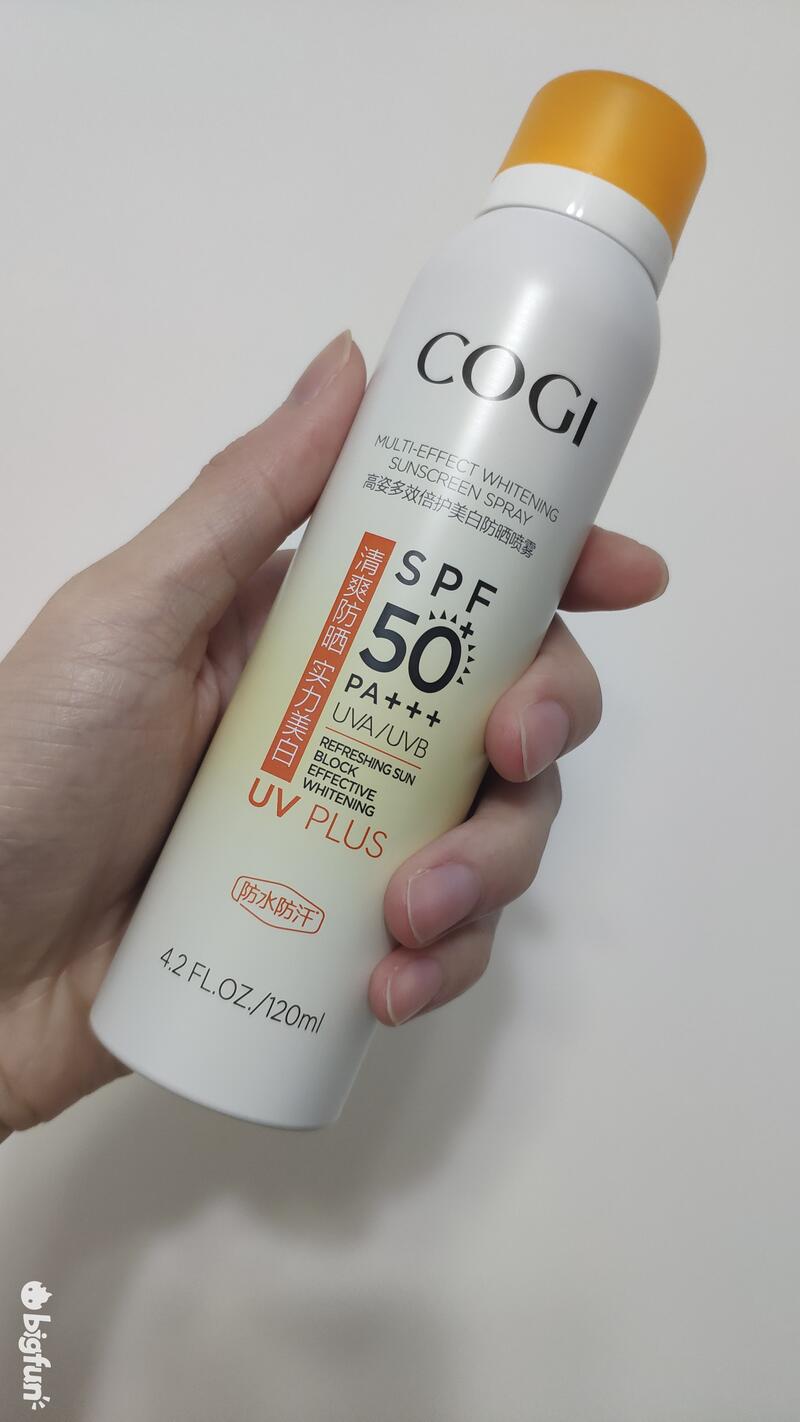 COGI
MULTI-EFFECT WHITENING
SUNSCREEN SPRAY
高姿多效倍护美白防晒喷雾
清爽防晒 实力美白
SPF
50+
PA+++
UVA/UVB
REFRESHING SUN
BLOCK
EFFECTIVE
WHITENING
UV PLUS
防水防汗*
4.2 FL.OZ./120ml
bigfun